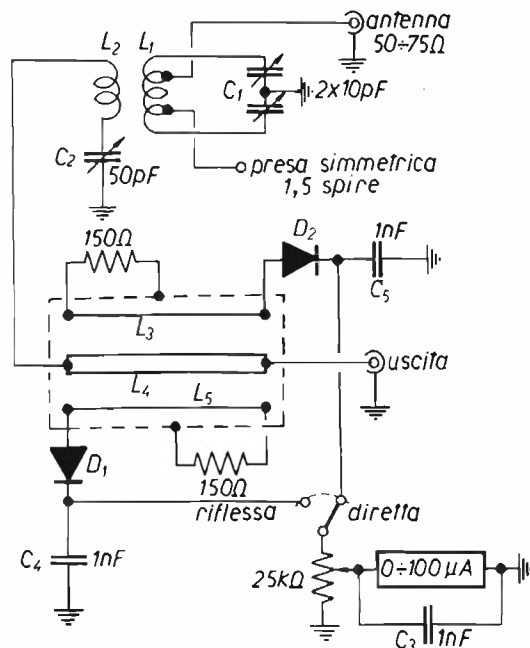 L2 L1
antenna
50÷75Ω
C1
2x10pF
C2
50pF
presa simmetrica
1,5 spire
150Ω
D2
1nF
C5
L3
L4
uscita
L5
D1
150Ω
riflessa
diretta
C4
1nF
25kΩ
0÷100µA
C3
1nF